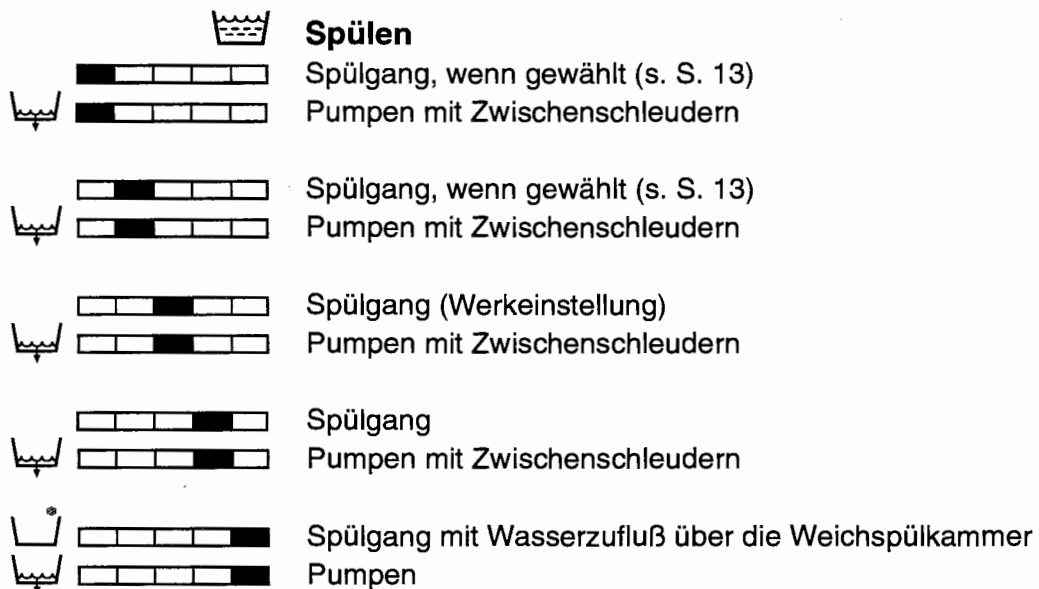 Spülen
Spülgang, wenn gewählt (s. S. 13)
Pumpen mit Zwischenschleudern
Spülgang, wenn gewählt (s. S. 13)
Pumpen mit Zwischenschleudern
Spülgang (Werkeinstellung)
Pumpen mit Zwischenschleudern
Spülgang
Pumpen mit Zwischenschleudern
Spülgang mit Wasserzufluß über die Weichspülkammer
Pumpen